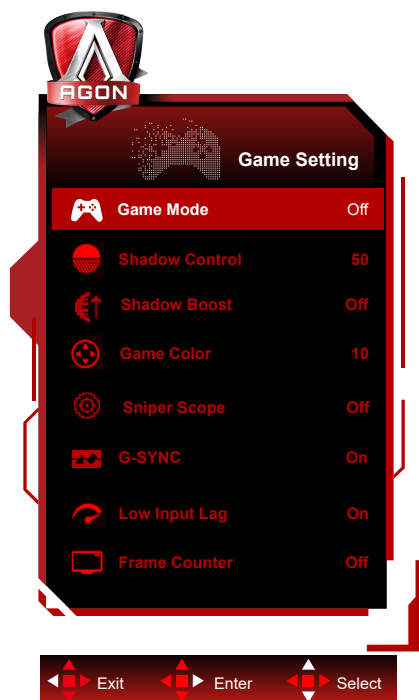 AGON
Game Setting
Game Mode Off
Shadow Control 50
Shadow Boost Off
Game Color 10
Sniper Scope Off
G-SYNC On
Low Input Lag On
Frame Counter Off
Exit Enter Select